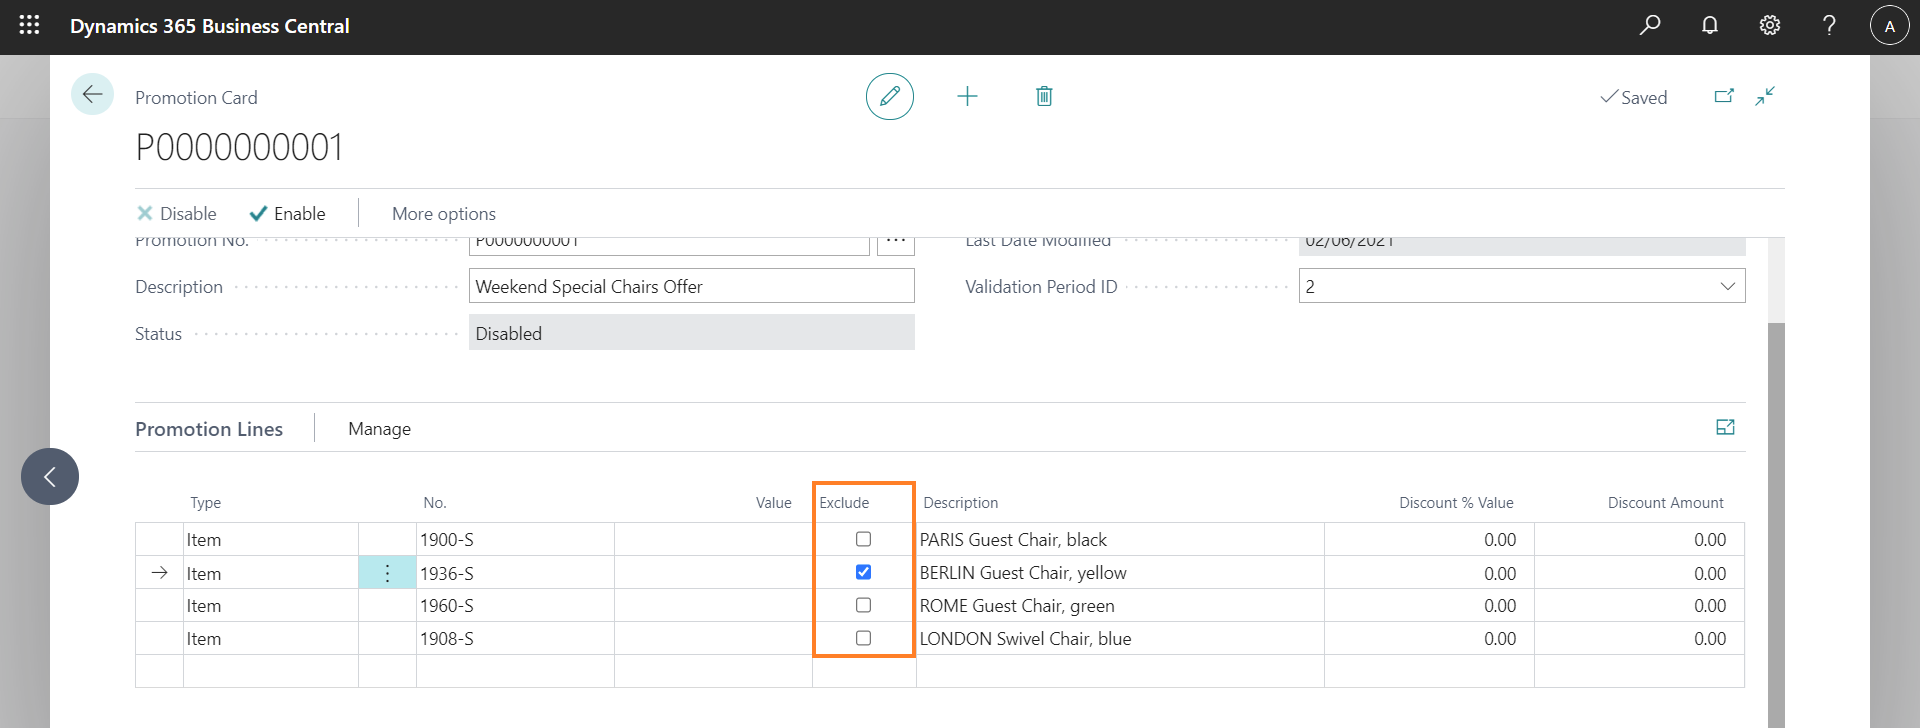 Dynamics 365 Business Central
A
Promotion Card
Saved
P0000000001
Disable Enable More options
Promotion No. P0000000001 Last Date Modified 02/06/2021
Description Weekend Special Chairs Offer Validation Period ID 2
Status Disabled
Promotion Lines Manage
Type No. Value Exclude Description Discount % Value Discount Amount
Item 1900-S PARIS Guest Chair, black 0.00 0.00
Item 1936-S BERLIN Guest Chair, yellow 0.00 0.00
Item 1960-S ROME Guest Chair, green 0.00 0.00
Item 1908-S LONDON Swivel Chair, blue 0.00 0.00